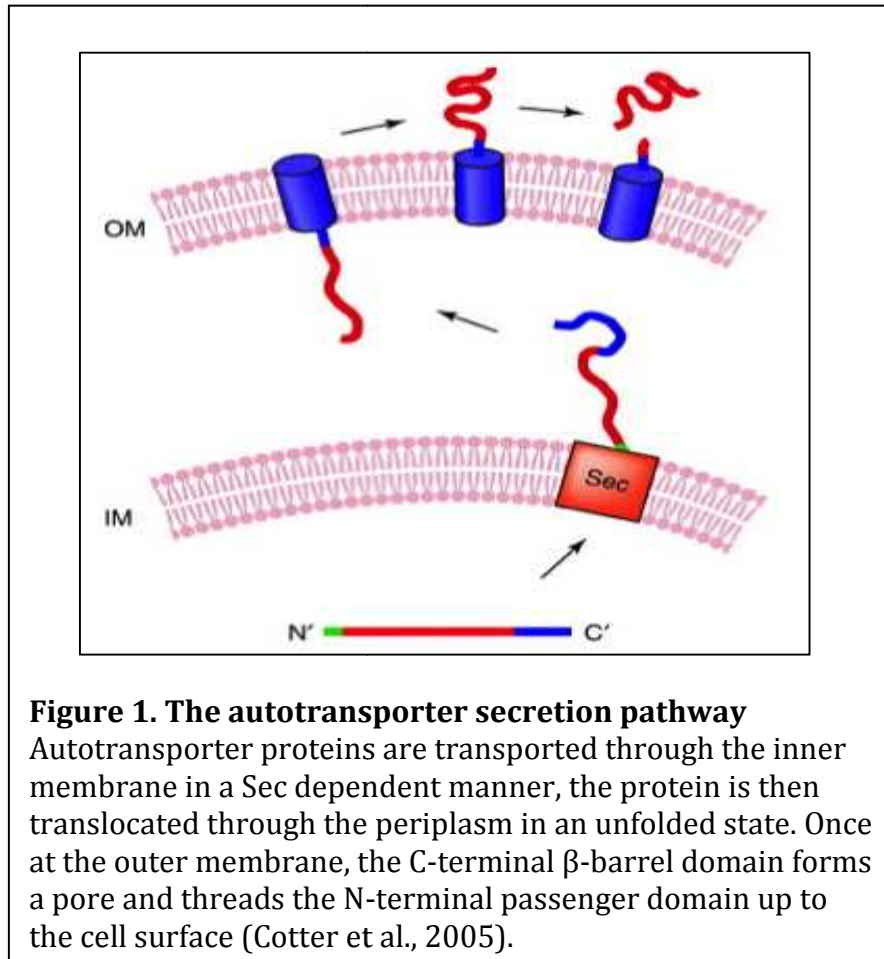 OM
Sec
IM
N′ C′
Figure 1. The autotransporter secretion pathway
Autotransporter proteins are transported through the inner
membrane in a Sec dependent manner, the protein is then
translocated through the periplasm in an unfolded state. Once
at the outer membrane, the C-terminal β-barrel domain forms
a pore and threads the N-terminal passenger domain up to
the cell surface (Cotter et al., 2005).